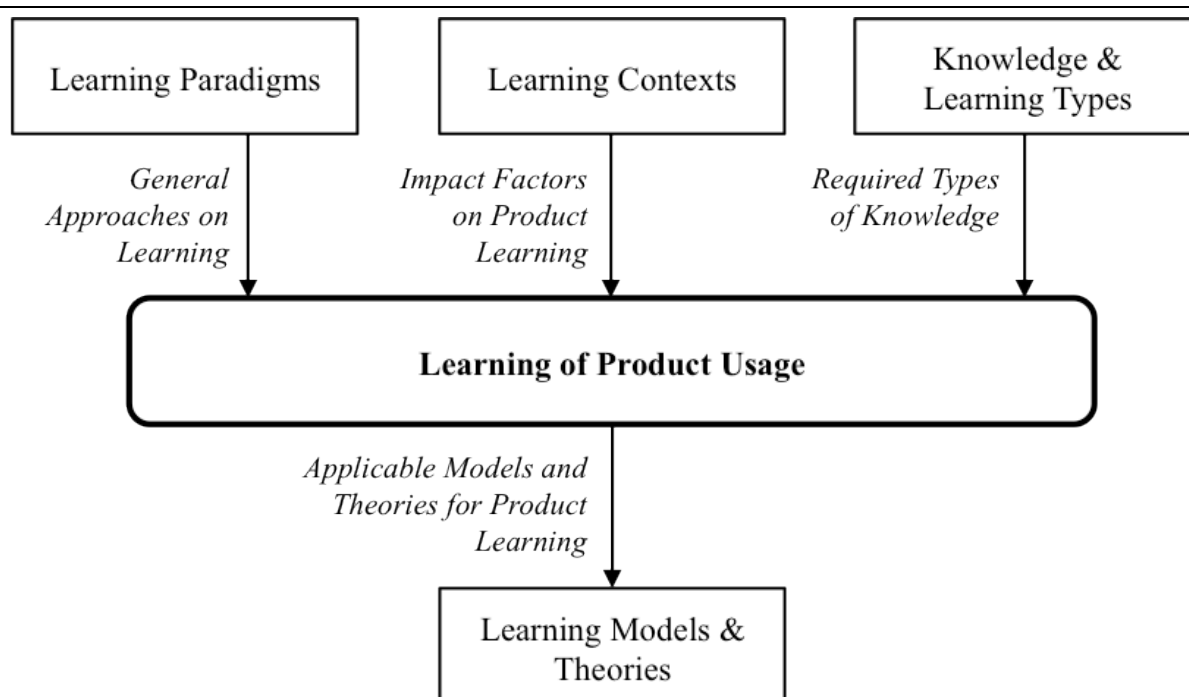 Learning Paradigms
Learning Contexts
Knowledge &
Learning Types
General
Approaches on
Learning
Impact Factors
on Product
Learning
Required Types
of Knowledge
Learning of Product Usage
Applicable Models and
Theories for Product
Learning
Learning Models &
Theories